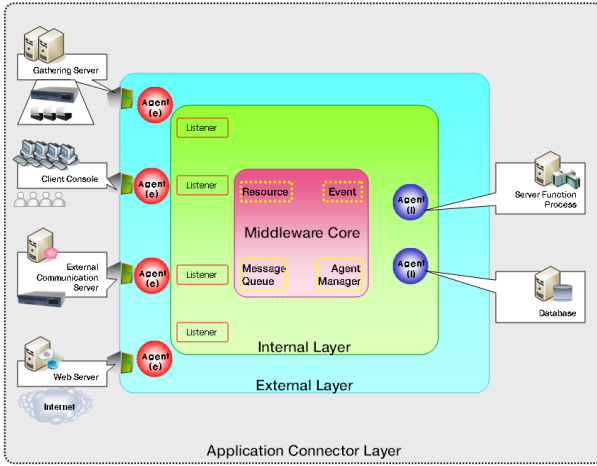 Gathering Server
Agent
(e)
Listener
Client Console
Agent
(e)
Listener
Resource
Event
Agent
(I)
Server Function
Process
Middleware Core
External
Communication
Server
Agent
(e)
Listener
Message
Queue
Agent
Manager
Agent
(I)
Database
Listener
Web Server
Agent
(e)
Internal Layer
Internet
External Layer
Application Connector Layer